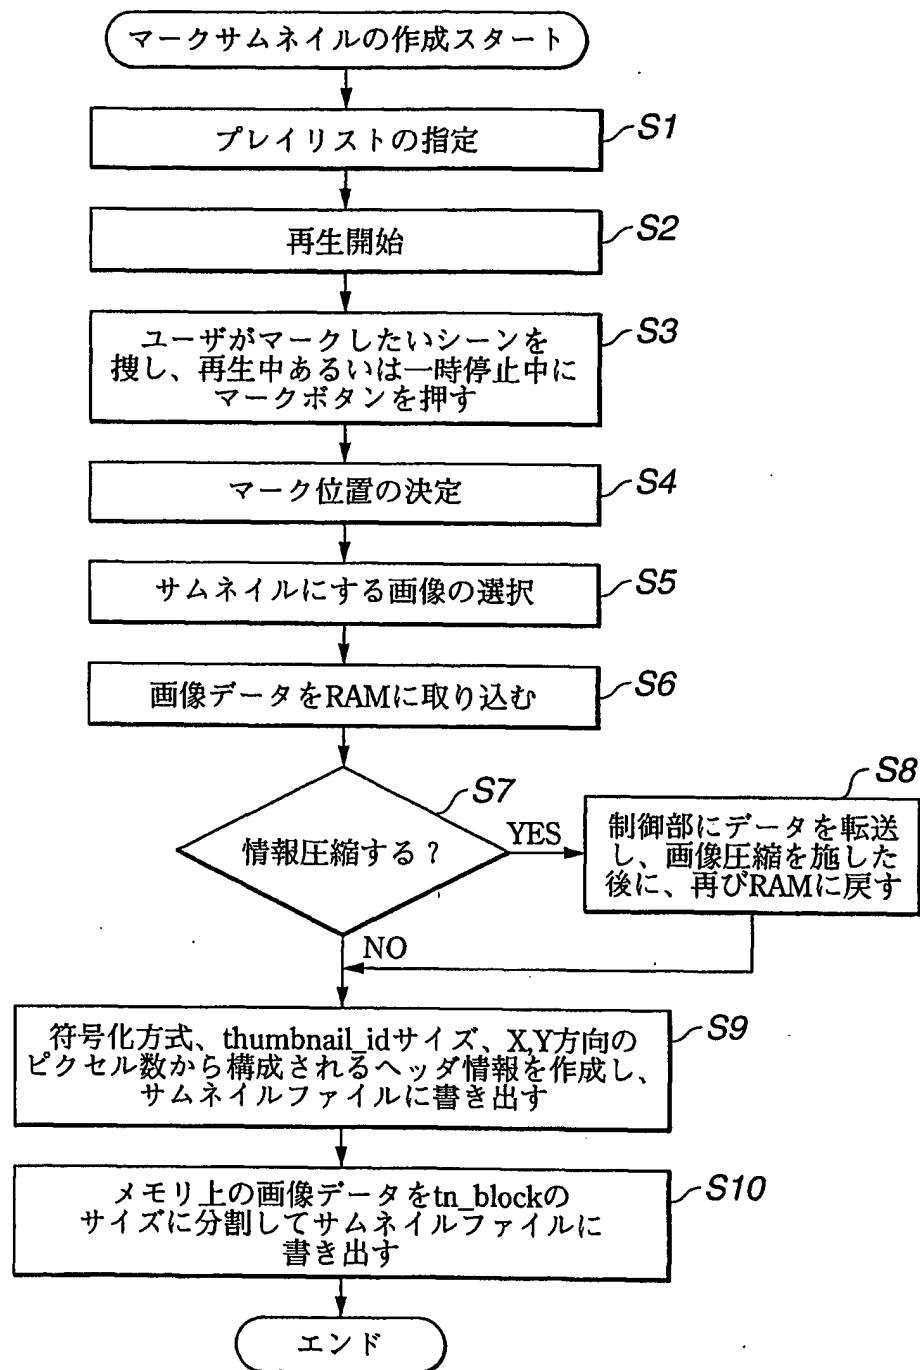 マークサムネイルの作成スタート
プレイリストの指定
S1
再生開始
S2
ユーザがマークしたいシーンを
捜し、再生中あるいは一時停止中に
マークボタンを押す
S3
マーク位置の決定
S4
サムネイルにする画像の選択
S5
画像データをRAMに取り込む
S6
情報圧縮する?
S7
YES
制御部にデータを転送
し、画像圧縮を施した
後に、再びRAMに戻す
S8
NO
符号化方式、thumbnail_idサイズ、X,Y方向の
ピクセル数から構成されるヘッダ情報を作成し、
サムネイルファイルに書き出す
S9
メモリ上の画像データをtn_blockの
サイズに分割してサムネイルファイルに
書き出す
S10
エンド